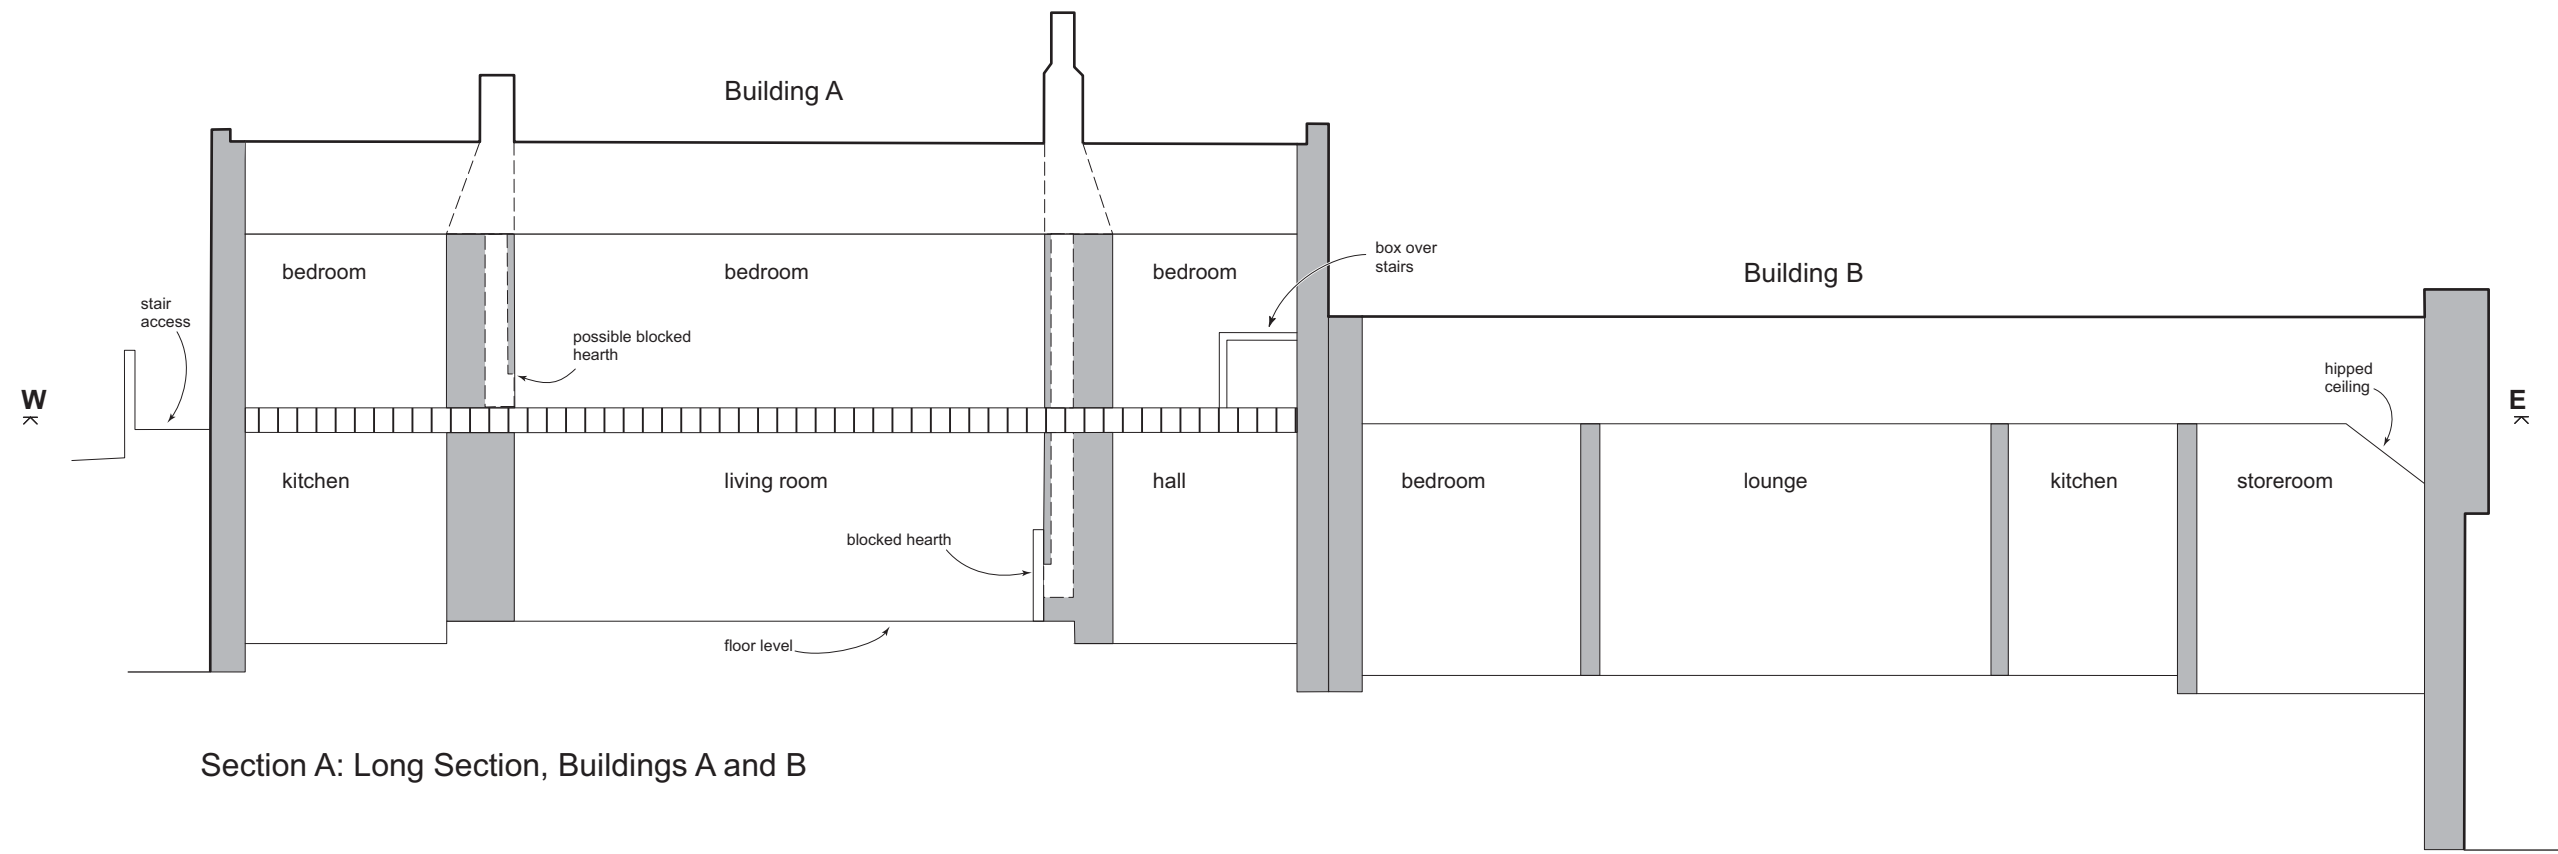 Building A
box over
stairs
bedroom
bedroom
bedroom
Building B
stair
access
possible blocked
hearth
hipped
ceiling
W
E
kitchen
living room
hall
bedroom
lounge
kitchen
storeroom
blocked hearth
floor level
Section A: Long Section, Buildings A and B